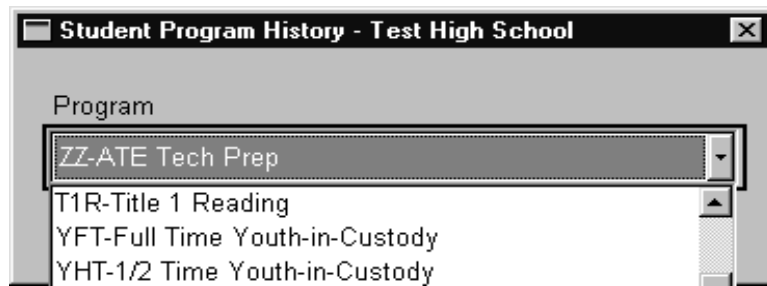 Student Program History - Test High School
Program
ZZ-ATE Tech Prep
T1R-Title 1 Reading
YFT-Full Time Youth-in-Custody
YHT-1/2 Time Youth-in-Custody